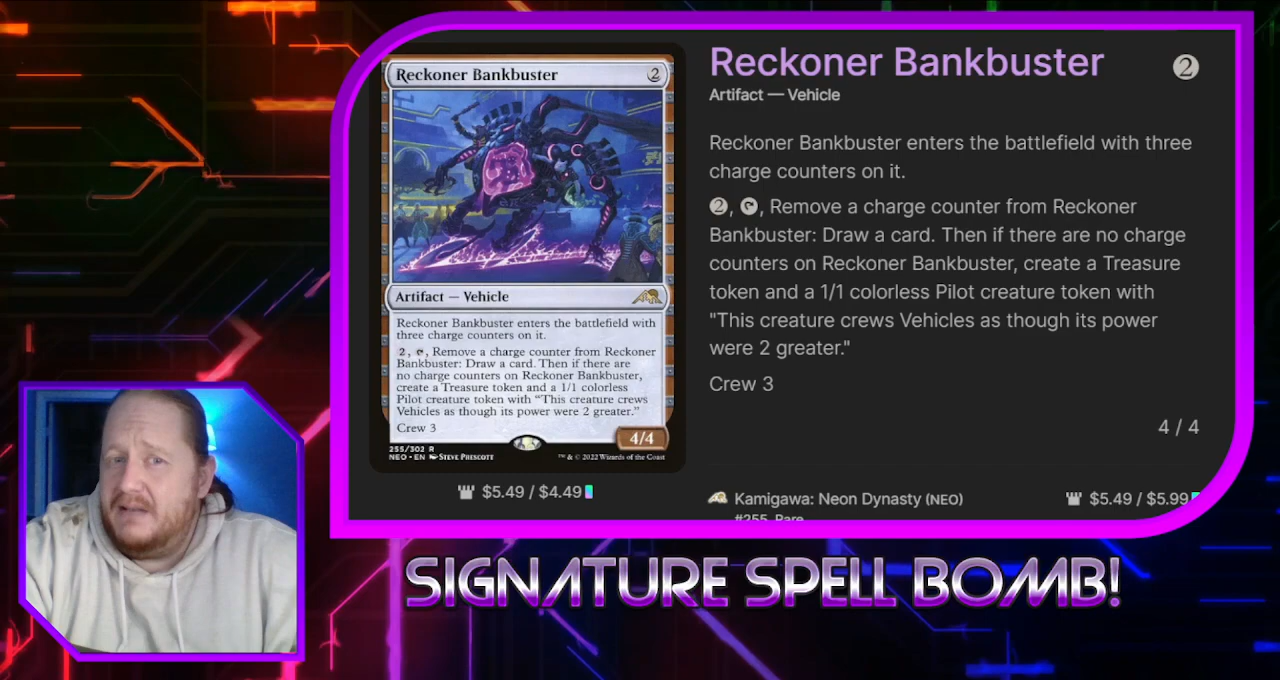 Reckoner Bankbuster 2
Reckoner Bankbuster 2
Artifact — Vehicle
Reckoner Bankbuster enters the battlefield with three
charge counters on it.
2, , Remove a charge counter from Reckoner
Bankbuster: Draw a card. Then if there are no charge
counters on Reckoner Bankbuster, create a Treasure
token and a 1/1 colorless Pilot creature token with
"This creature crews Vehicles as though its power
were 2 greater."
Crew 3
4 / 4
Artifact — Vehicle
Reckoner Bankbuster enters the battlefield with
three charge counters on it.
2, , Remove a charge counter from Reckoner
Bankbuster: Draw a card. Then if there are
no charge counters on Reckoner Bankbuster,
create a Treasure token and a 1/1 colorless
Pilot creature token with “This creature crews
Vehicles as though its power were 2 greater.”
Crew 3
4/4
255/302 R
NEO • EN Steve Prescott ™ & © 2022 Wizards of the Coast
$5.49 / $4.49
Kamigawa: Neon Dynasty (NEO) $5.49 / $5.99
#255, Rare
SIGNATURE SPELL BOMB!